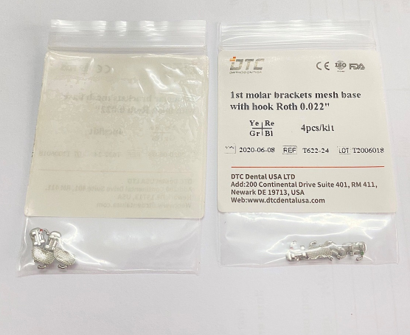 DTC
CE ISO FDA
1st molar brackets mesh base
with hook Roth 0.022"
Ye Re
Gr Bl
4pcs/kit
2020-06-08 REF T622-24 LOT T2006018
DTC Dental USA LTD
Add:200 Continental Drive Suite 401, RM 411,
Newark DE 19713, USA
Web:www.dtcdentalusa.com